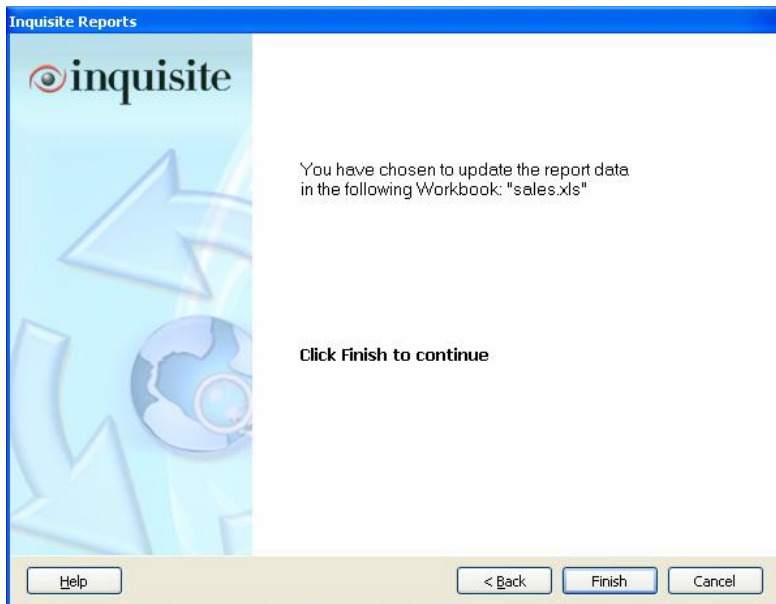 Inquisite Reports
inquisite
You have chosen to update the report data
in the following Workbook: "sales.xls"
Click Finish to continue
Help
< Back
Finish
Cancel